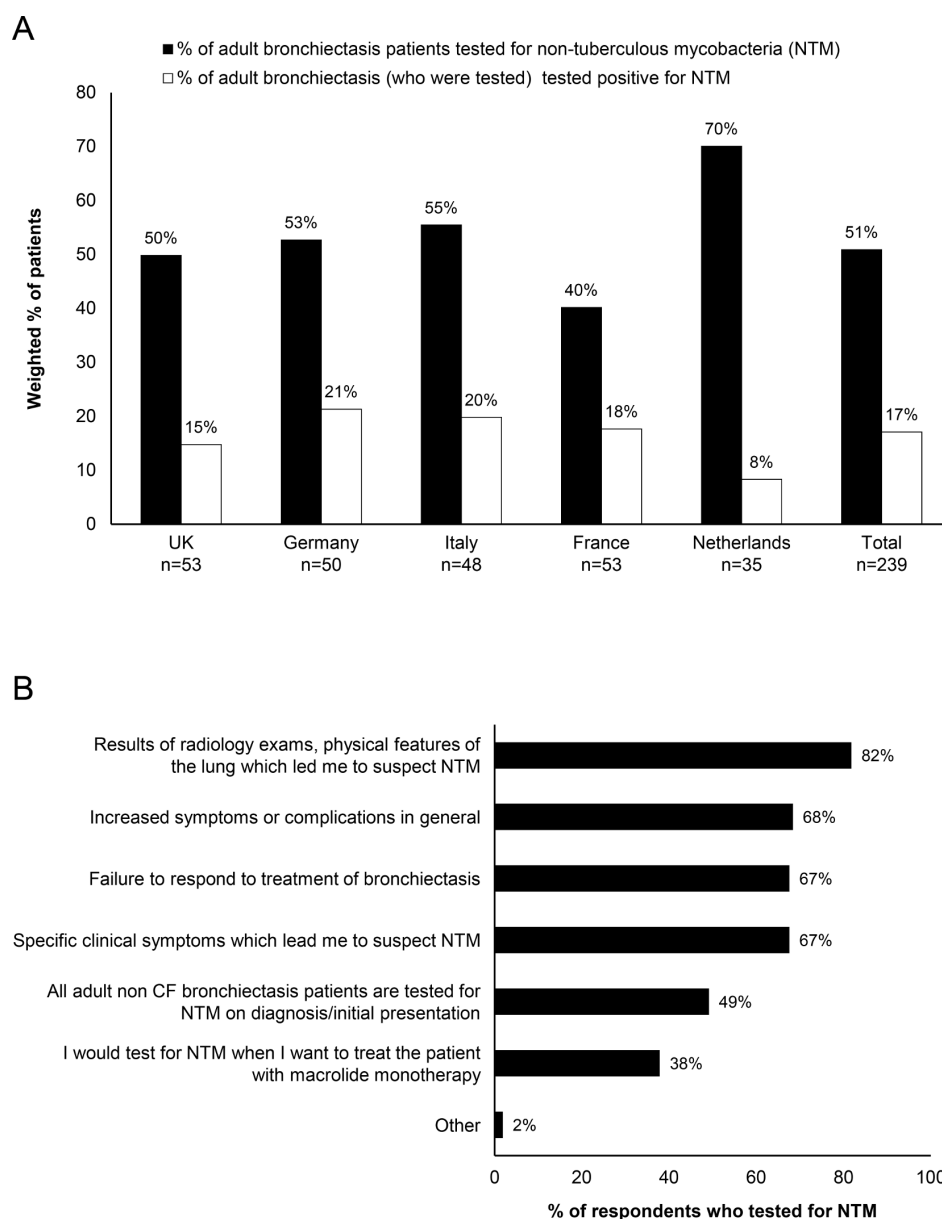 A
% of adult bronchiectasis patients tested for non-tuberculous mycobacteria (NTM)
% of adult bronchiectasis (who were tested) tested positive for NTM
Weighted % of patients
80
70
60
50
40
30
20
10
0
50%
15%
53%
21%
55%
20%
40%
18%
70%
8%
51%
17%
UK
n=53
Germany
n=50
Italy
n=48
France
n=53
Netherlands
n=35
Total
n=239
B
Results of radiology exams, physical features of
the lung which led me to suspect NTM
82%
Increased symptoms or complications in general
68%
Failure to respond to treatment of bronchiectasis
67%
Specific clinical symptoms which lead me to suspect NTM
67%
All adult non CF bronchiectasis patients are tested for
NTM on diagnosis/initial presentation
49%
I would test for NTM when I want to treat the patient
with macrolide monotherapy
38%
Other
2%
0
20
40
60
80
100
% of respondents who tested for NTM